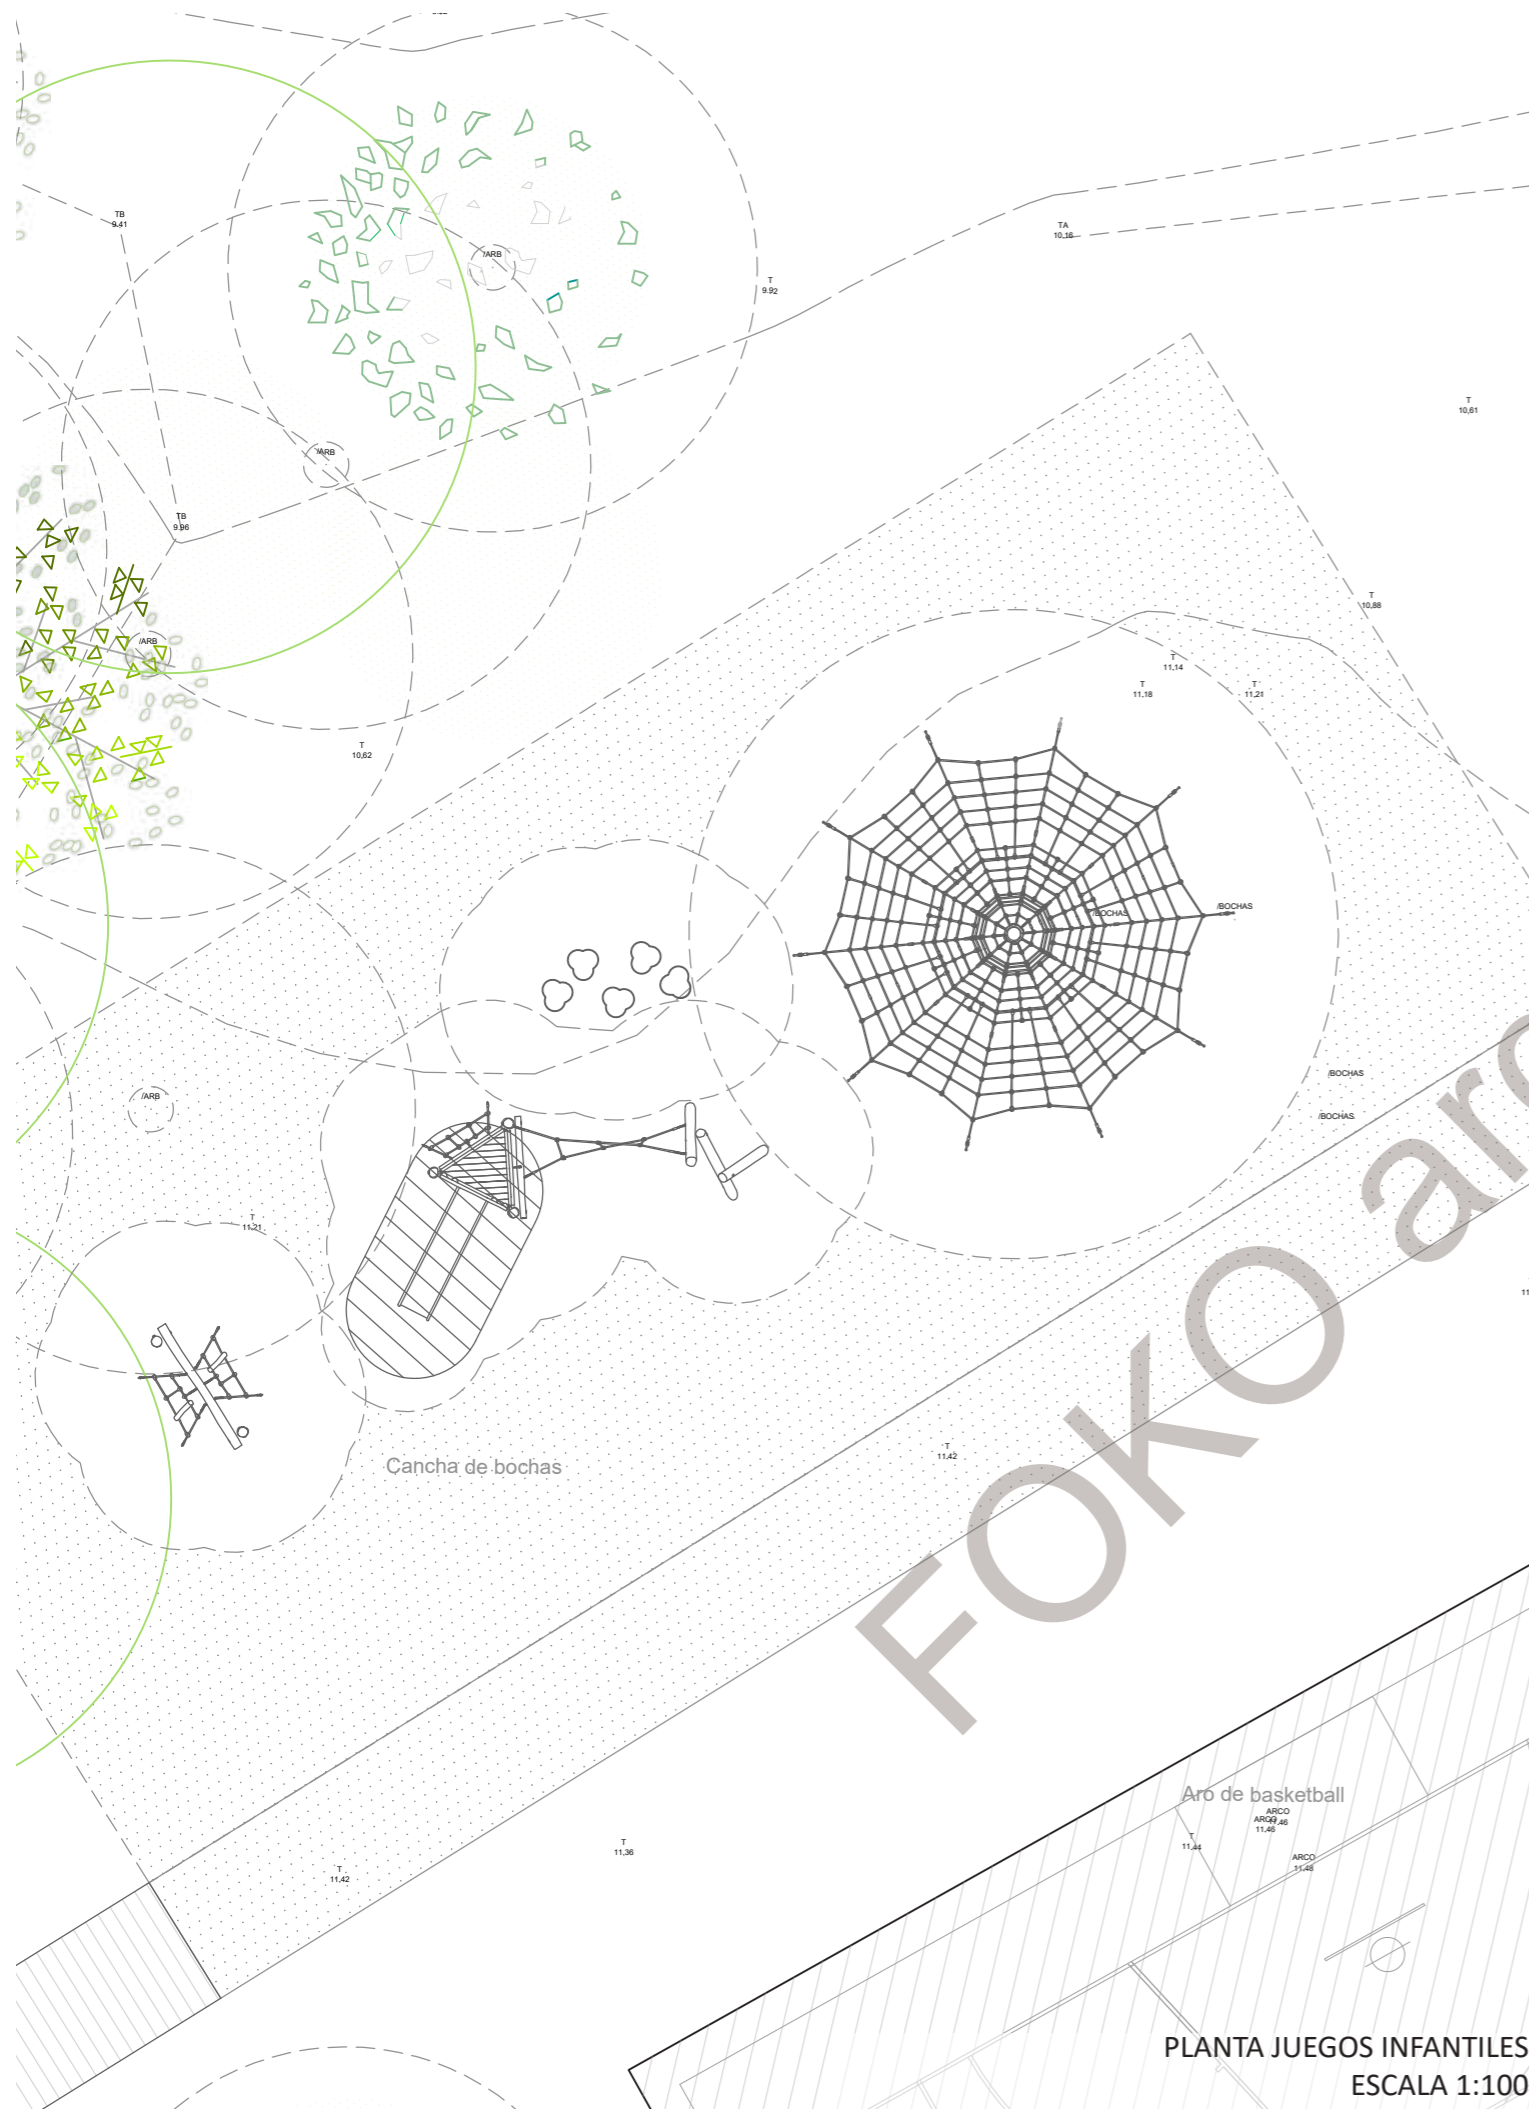 TB
9.41
/ARB
TA
10,16
T
9.92
T
10,61
/ARB
TB
9.96
T
10,88
/ARB
T
11,14
T
11,18
T
11,21
T
10,62
/BOCHAS
/BOCHAS
/BOCHAS
/ARB
/BOCHAS
T
11,21
FOKO arq
T
11,42
Cancha de bochas
Aro de basketball
ARCO
11,46
ARCO
11,46
T
11,44
T
11,36
ARCO
11,48
T
11,42
PLANTA JUEGOS INFANTILES
ESCALA 1:100